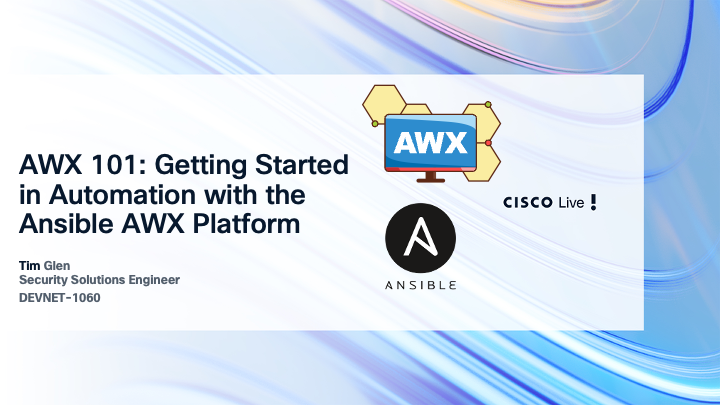 AWX 101: Getting Started
in Automation with the
Ansible AWX Platform
Tim Glen
Security Solutions Engineer
DEVNET-1060
AWX
ANSIBLE
CISCO Live!